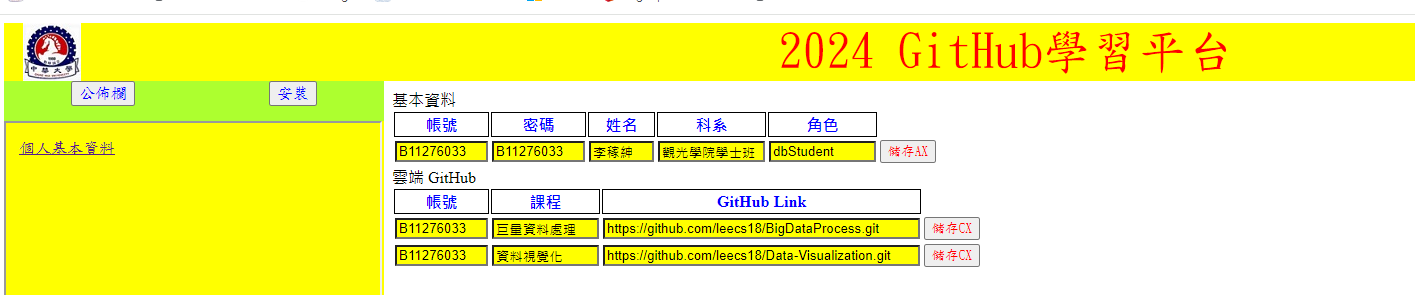 2024 GitHub學習平台
中華大學
公佈欄 安裝
個人基本資料
基本資料
帳號 密碼 姓名 科系 角色
B11276033 B11276033 李稼紳 觀光學院學士班 dbStudent 儲存AX
雲端 GitHub
帳號 課程 GitHub Link
B11276033 巨量資料處理 https://github.com/leecs18/BigDataProcess.git 儲存CX
B11276033 資料視覺化 https://github.com/leecs18/Data-Visualization.git 儲存CX